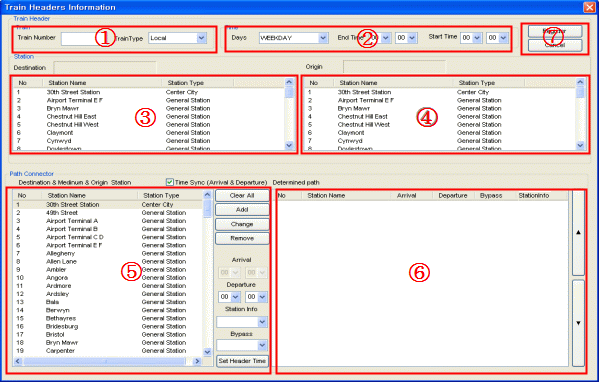 Train Headers Information
Train Header
Train Number
TrainType
Local
①
Days
WEEKDAY
End Time
00
00
Start Time
00
00
②
⑦
Cancel
Station
Destination
Origin
No Station Name Station Type
1 30th Street Station Center City
2 Airport Terminal E F General Station
3 Bryn Mawr General Station
4 Chestnut Hill East General Station
5 Chestnut Hill West General Station
6 Claymont General Station
7 Cynwyd General Station
8 Doylestown General Station
③
No Station Name Station Type
1 30th Street Station Center City
2 Airport Terminal E F General Station
3 Bryn Mawr General Station
4 Chestnut Hill East General Station
5 Chestnut Hill West General Station
6 Claymont General Station
7 Cynwyd General Station
8 Doylestown General Station
④
Path Connector
Destination & Medinum & Origin Station
Time Sync (Arrival & Departure)
Determined path
No Station Name Station Type
1 30th Street Station Center City
2 49th Street General Station
3 Airport Terminal A General Station
4 Airport Terminal B General Station
5 Airport Terminal C D General Station
6 Airport Terminal E F General Station
7 Allegheny General Station
8 Allen Lane General Station
9 Ambler General Station
10 Angora General Station
11 Ardmore General Station
12 Ardsley General Station
13 Bala General Station
14 Berwyn General Station
15 Bethayres General Station
16 Bridesburg General Station
17 Bristol General Station
18 Bryn Mawr General Station
19 Carpenter General Station
⑤
Clear All
Add
Change
Remove
Arrival
00
00
Departure
00
00
Station Info
Bypass
Set Header Time
No Station Name Arrival Departure Bypass StationInfo
⑥
▲
▼